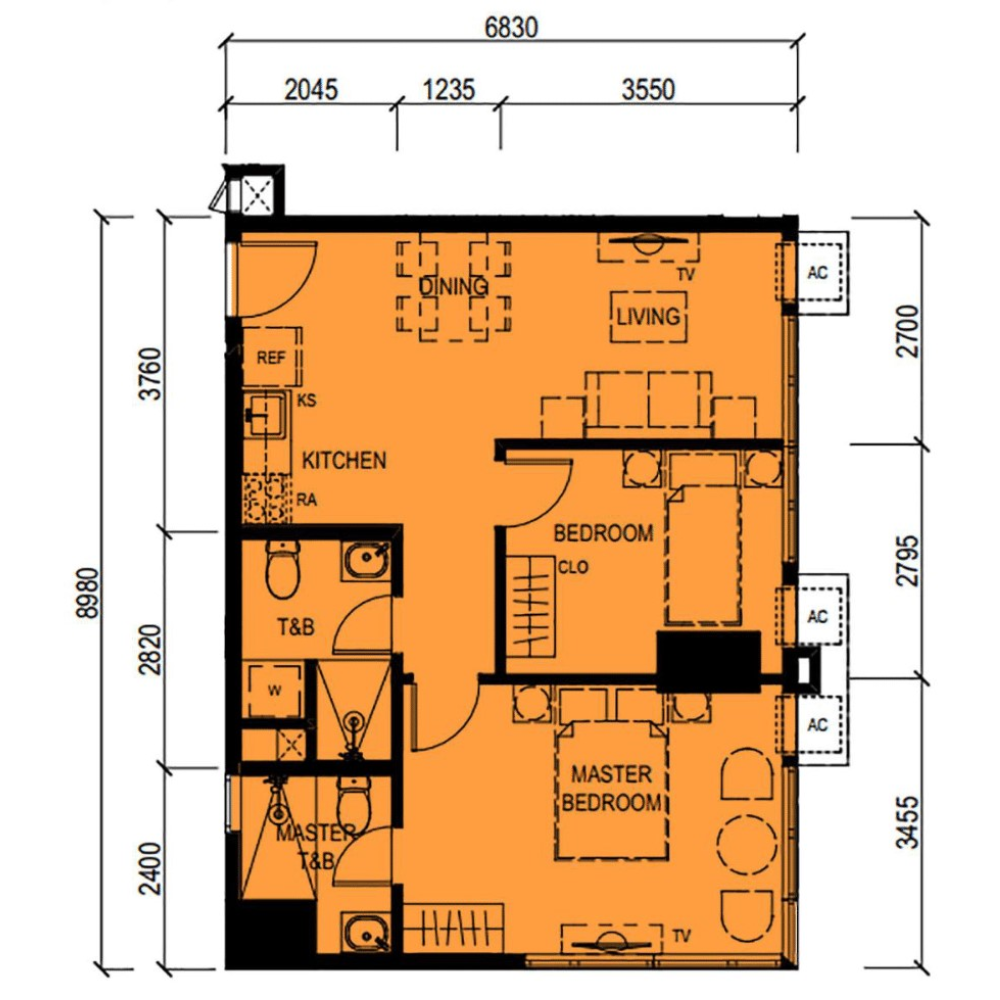 6830
2045 1235 3550
DINING
TV
AC
LIVING
2700
REF
3760
KS
KITCHEN
RA
BEDROOM
2795
CLO
8980
AC
T&B
2820
W
AC
MASTER
BEDROOM
MASTER
T&B
3455
2400
TV